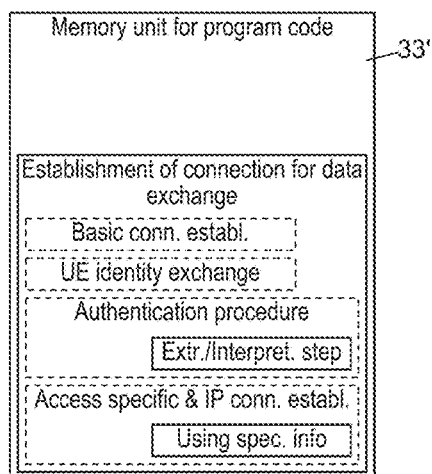 Memory unit for program code
33'
Establishment of connection for data
exchange
Basic conn. establ.
UE identity exchange
Authentication procedure
Extr./Interpret. step
Access specific & IP conn. establ.
Using spec. info